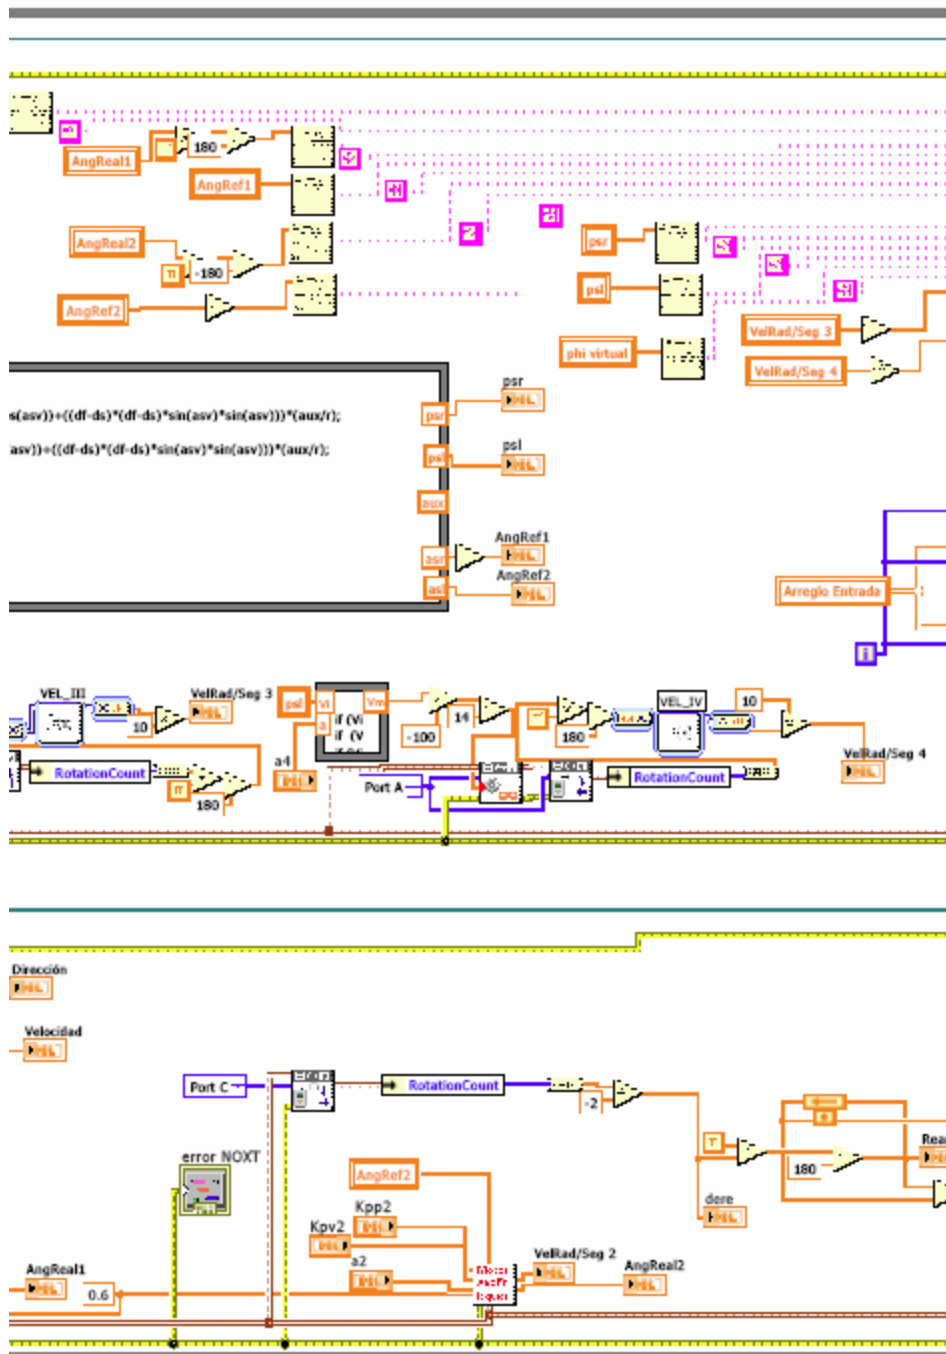 AngReal1
180
AngRef1
AngReal2
π
-180
AngRef2
psr
psl
phi virtual
VelRad/Seg 3
VelRad/Seg 4
s(asv))+((df-ds)*(df-ds)*sin(asv)*sin(asv)))*(aux/r);
asv))+((df-ds)*(df-ds)*sin(asv)*sin(asv)))*(aux/r);
psr
psl
aux
asr
asl
psr
psl
AngRef1
AngRef2
Arreglo Entrada
i
VEL_III
VelRad/Seg 3
10
RotationCount
π
180
psl
Vi
Vm
a
if (Vi
if (V
a4
-100
14
180
VEL_IV
10
VelRad/Seg 4
Port A
RotationCount
Dirección
Velocidad
Port C
RotationCount
-2
error NOXT
AngRef2
Kpp2
Kpv2
a2
VelRad/Seg 2
AngReal2
dere
180
AngReal1
0.6